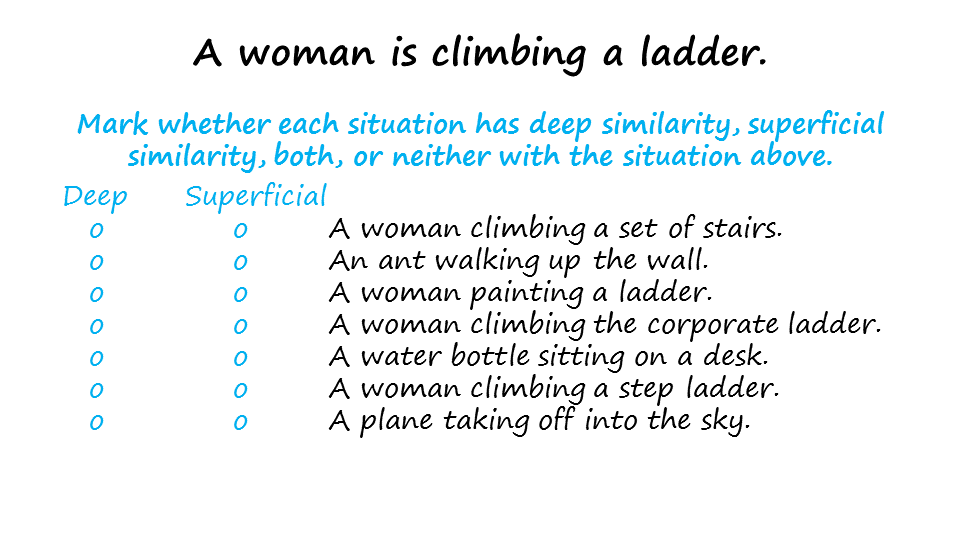 A woman is climbing a ladder.
Mark whether each situation has deep similarity, superficial
similarity, both, or neither with the situation above.
Deep Superficial
o o A woman climbing a set of stairs.
o o An ant walking up the wall.
o o A woman painting a ladder.
o o A woman climbing the corporate ladder.
o o A water bottle sitting on a desk.
o o A woman climbing a step ladder.
o o A plane taking off into the sky.